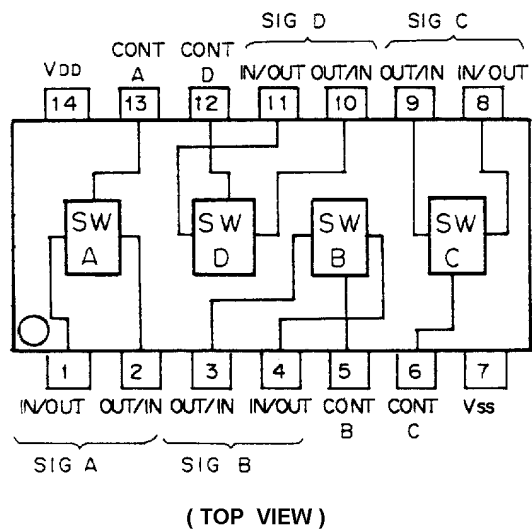 SIG D SIG C
CONT CONT
VDD A D IN/OUT OUT/IN OUT/IN IN/OUT
14 13 12 11 10 9 8
SW SW SW SW
A D B C
1 2 3 4 5 6 7
IN/OUT OUT/IN OUT/IN IN/OUT CONT CONT Vss
B C
SIG A SIG B
( TOP VIEW )